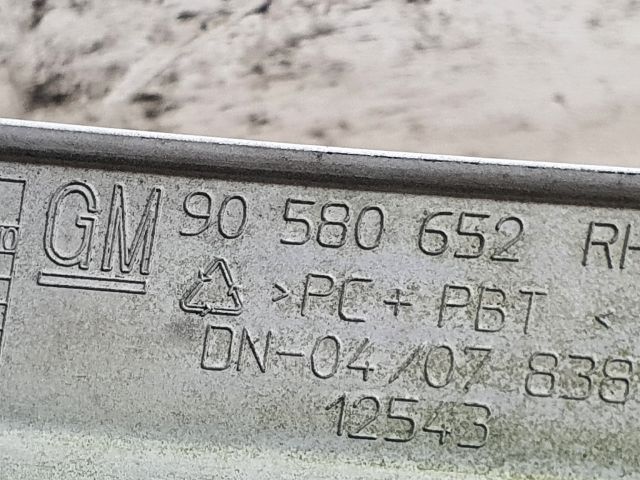 GM 90 580 652 RH
>PC + PBT <
DN-04/07 838
12543